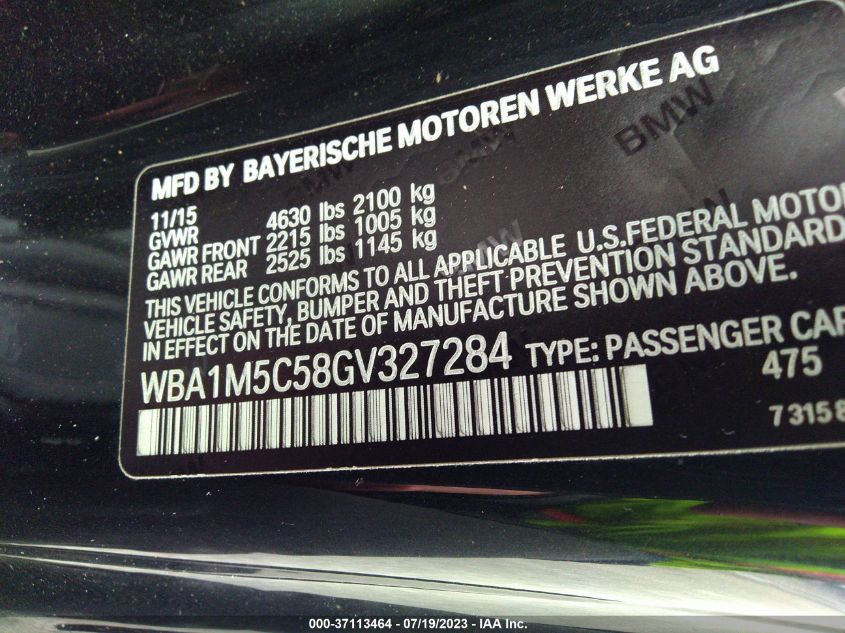 MFD BY BAYERISCHE MOTOREN WERKE AG
11/15
GVWR 4630 lbs 2100 kg
GAWR FRONT 2215 lbs 1005 kg
GAWR REAR 2525 lbs 1145 kg
THIS VEHICLE CONFORMS TO ALL APPLICABLE U.S.FEDERAL MOTO
VEHICLE SAFETY, BUMPER AND THEFT PREVENTION STANDARD
IN EFFECT ON THE DATE OF MANUFACTURE SHOWN ABOVE.
WBA1M5C58GV327284 TYPE: PASSENGER CAR
475
73158
BMW
000-37113464 - 07/19/2023 - IAA Inc.